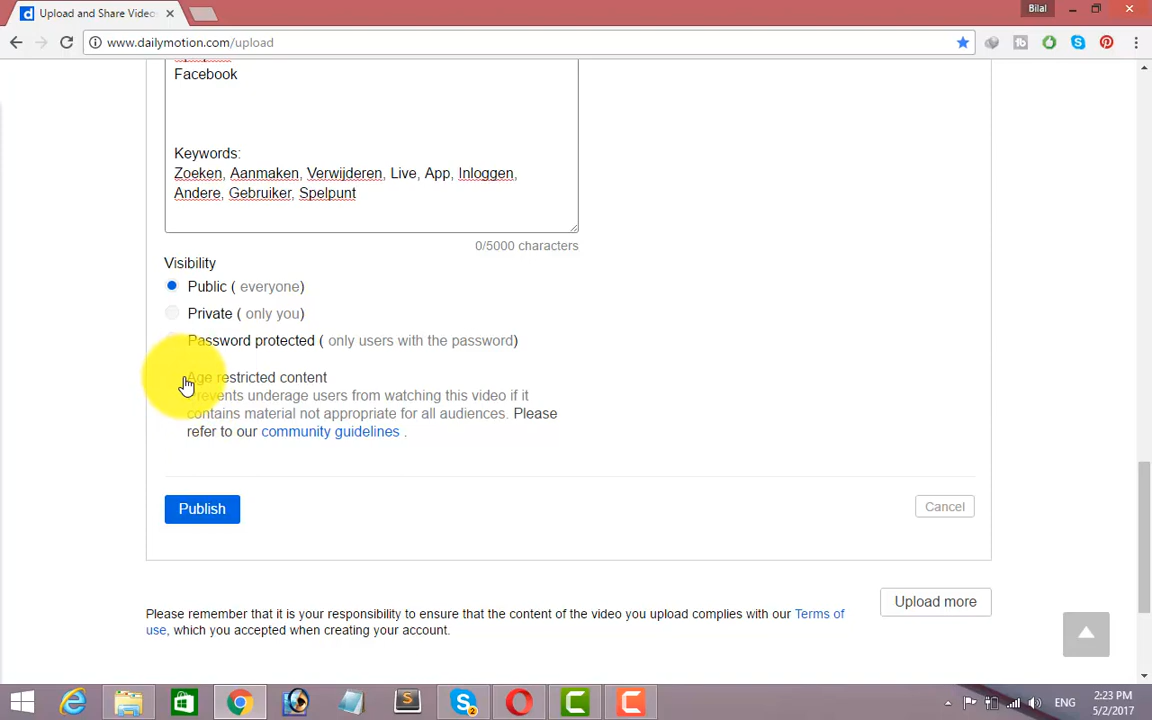 Upload and Share Video
Bilal
www.dailymotion.com/upload
Facebook
Keywords:
Zoeken, Aanmaken, Verwijderen, Live, App, Inloggen,
Andere, Gebruiker, Spelpunt
0/5000 characters
Visibility
Public ( everyone)
Private ( only you)
Password protected ( only users with the password)
Age restricted content
Prevents underage users from watching this video if it
contains material not appropriate for all audiences. Please
refer to our community guidelines .
Publish
Cancel
Upload more
Please remember that it is your responsibility to ensure that the content of the video you upload complies with our Terms of
use, which you accepted when creating your account.
ENG
2:23 PM
5/2/2017